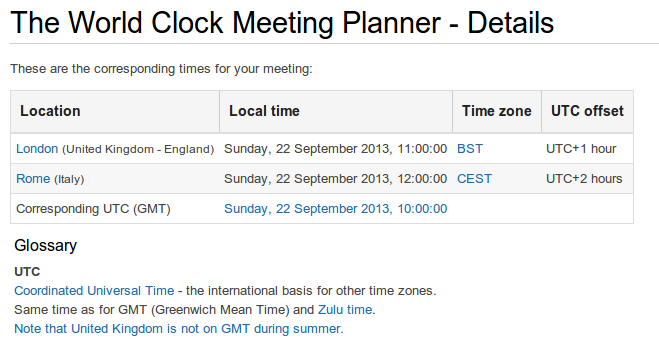 The World Clock Meeting Planner - Details
These are the corresponding times for your meeting:
Location Local time Time zone UTC offset
London (United Kingdom - England) Sunday, 22 September 2013, 11:00:00 BST UTC+1 hour
Rome (Italy) Sunday, 22 September 2013, 12:00:00 CEST UTC+2 hours
Corresponding UTC (GMT) Sunday, 22 September 2013, 10:00:00
Glossary
UTC
Coordinated Universal Time - the international basis for other time zones.
Same time as for GMT (Greenwich Mean Time) and Zulu time.
Note that United Kingdom is not on GMT during summer.